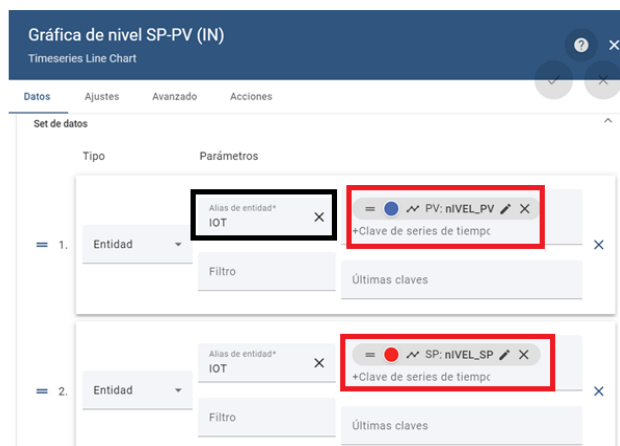 Gráfica de nivel SP-PV (IN)
Timeseries Line Chart
Datos Ajustes Avanzado Acciones
Set de datos
Tipo Parámetros
Alias de entidad*
IOT
PV: nIVEL_PV
+Clave de series de tiempo
1. Entidad
Filtro
Últimas claves
Alias de entidad*
IOT
SP: nIVEL_SP
+Clave de series de tiempo
2. Entidad
Filtro
Últimas claves